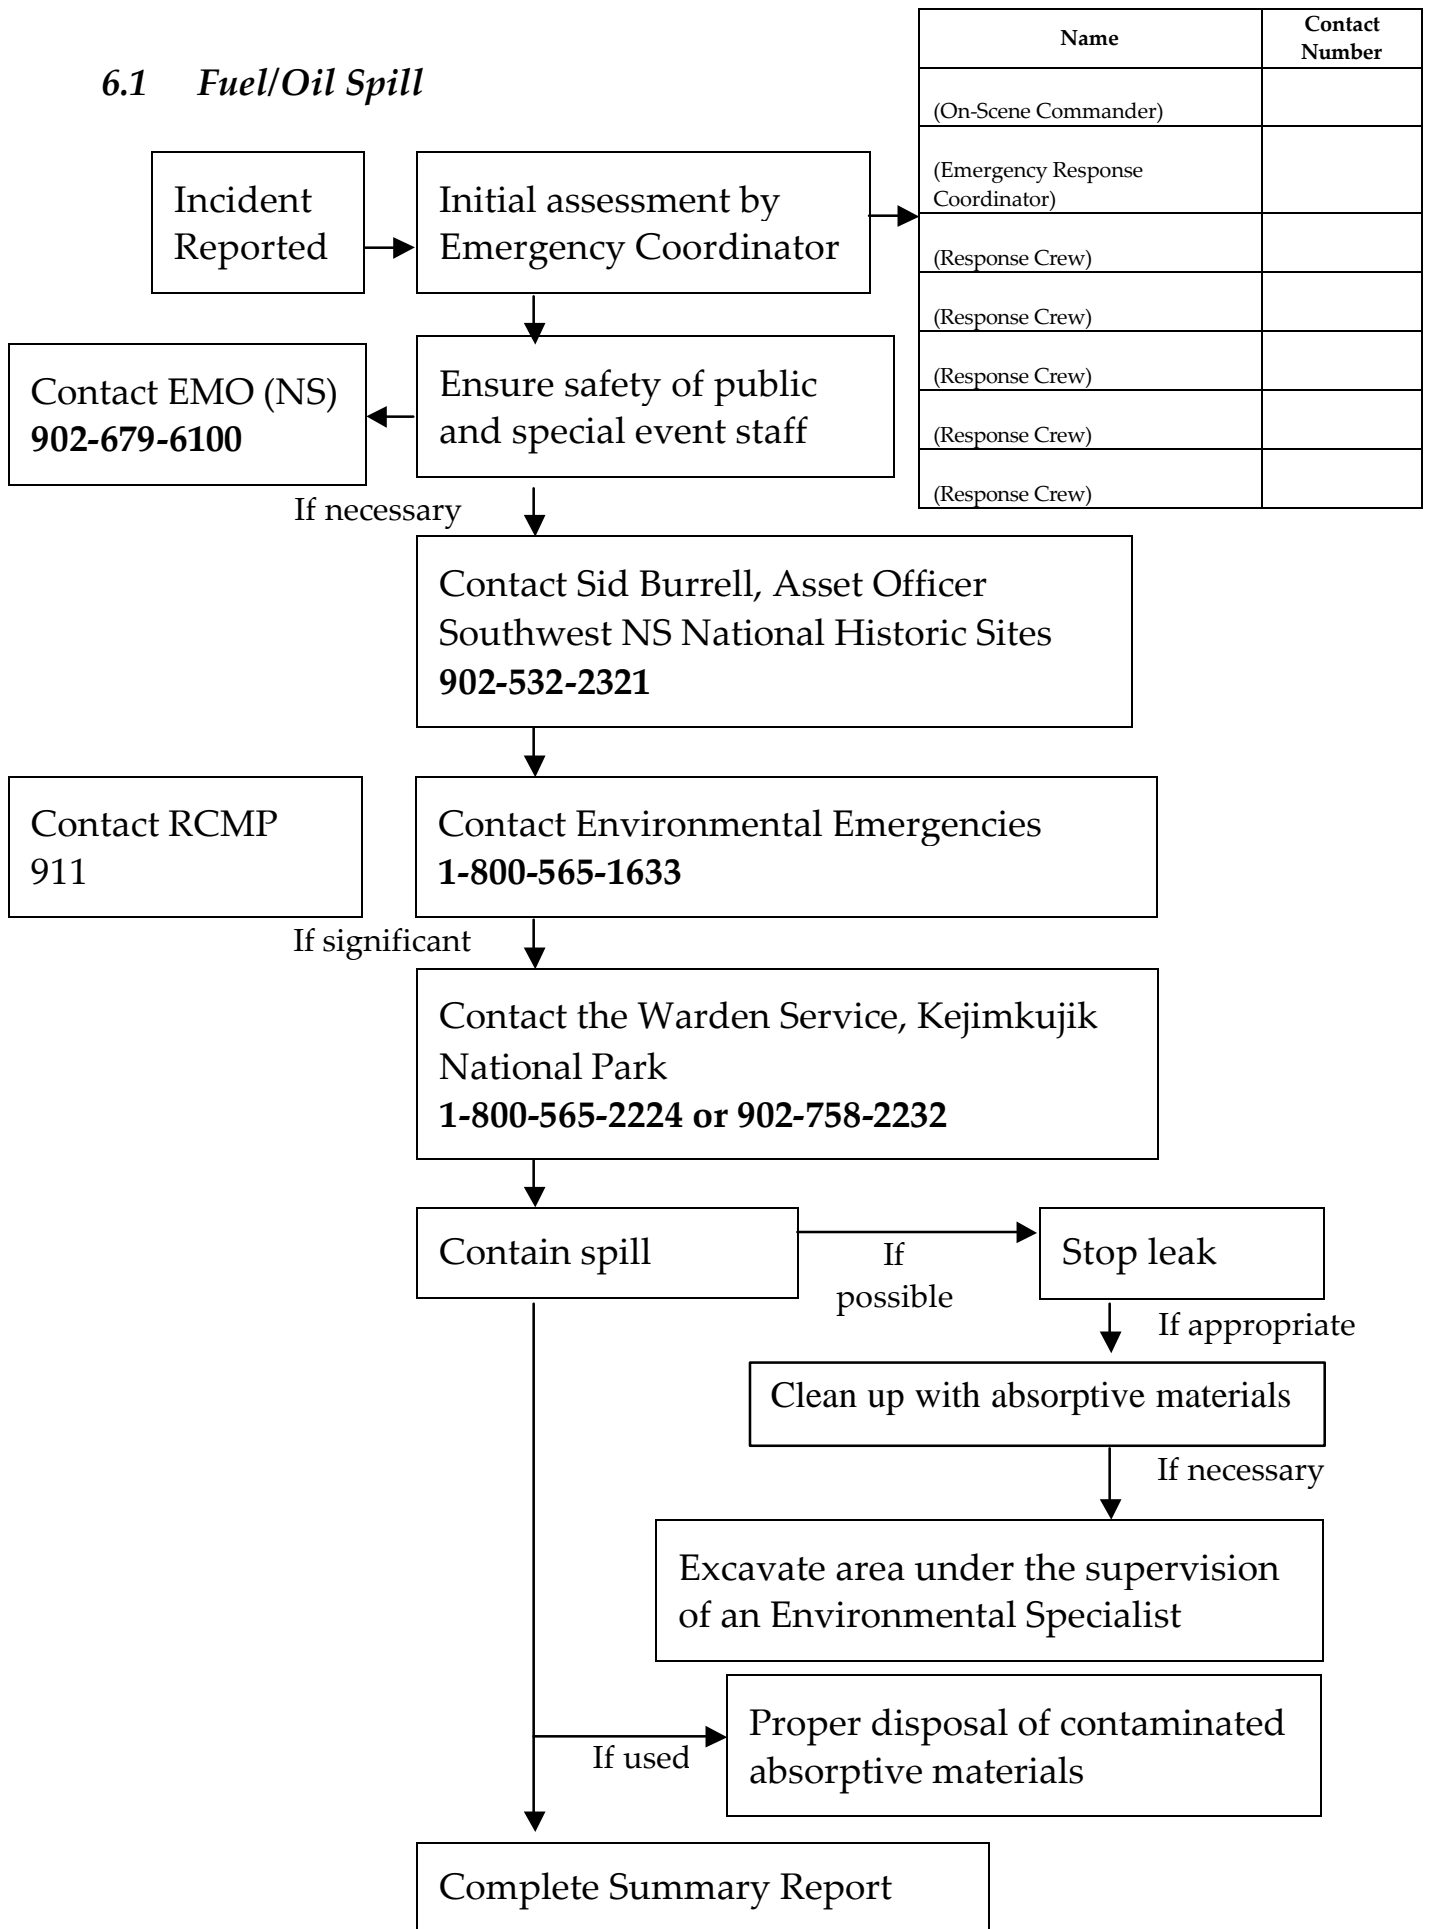 6.1 Fuel/Oil Spill
Name
Contact
Number
(On-Scene Commander)
(Emergency Response
Coordinator)
(Response Crew)
(Response Crew)
(Response Crew)
(Response Crew)
(Response Crew)
Incident
Reported
Initial assessment by
Emergency Coordinator
Contact EMO (NS)
902-679-6100
Ensure safety of public
and special event staff
If necessary
Contact Sid Burrell, Asset Officer
Southwest NS National Historic Sites
902-532-2321
Contact RCMP
911
Contact Environmental Emergencies
1-800-565-1633
If significant
Contact the Warden Service, Kejimkujik
National Park
1-800-565-2224 or 902-758-2232
Contain spill
If
possible
Stop leak
If appropriate
Clean up with absorptive materials
If necessary
Excavate area under the supervision
of an Environmental Specialist
If used
Proper disposal of contaminated
absorptive materials
Complete Summary Report